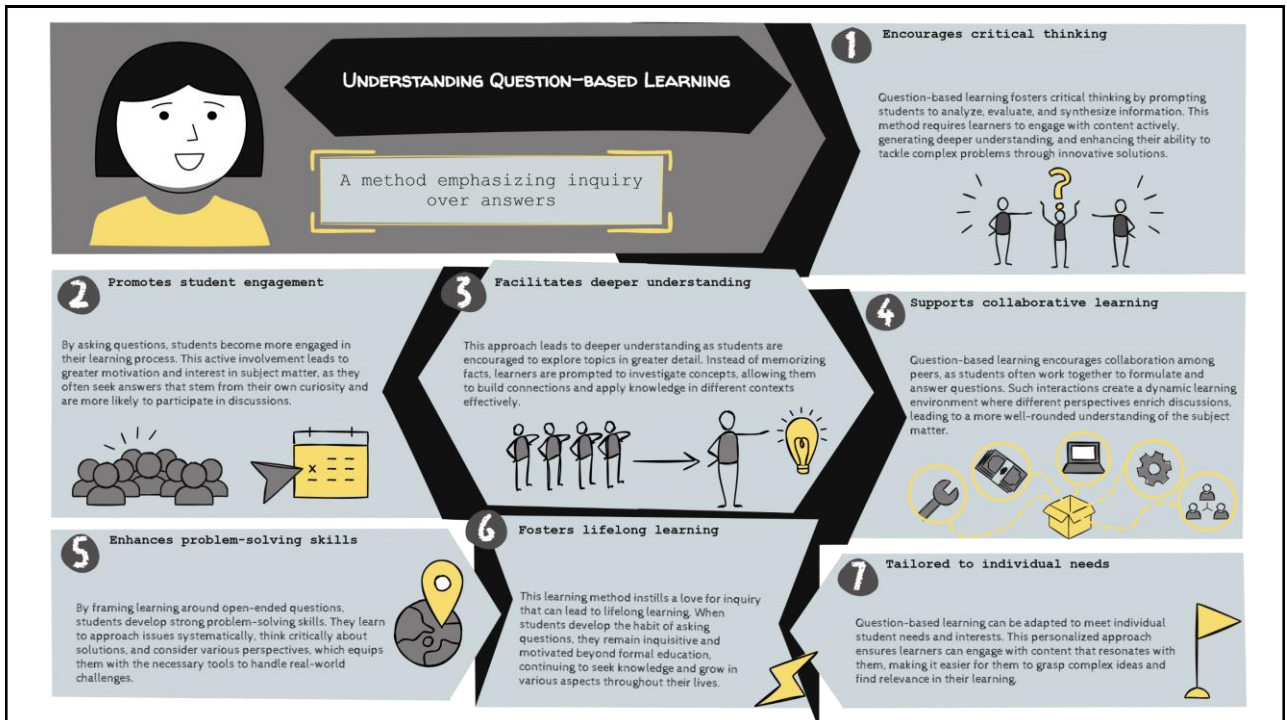 Understanding Question-based Learning
A method emphasizing inquiry
over answers
1
Encourages critical thinking
Question-based learning fosters critical thinking by prompting
students to analyze, evaluate, and synthesize information. This
method requires learners to engage with content actively,
generating deeper understanding, and enhancing their ability to
tackle complex problems through innovative solutions.
?
2
Promotes student engagement
By asking questions, students become more engaged in
their learning process. This active involvement leads to
greater motivation and interest in subject matter, as they
often seek answers that stem from their own curiosity and
are more likely to participate in discussions.
x
3
Facilitates deeper understanding
This approach leads to deeper understanding as students are
encouraged to explore topics in greater detail. Instead of memorizing
facts, learners are prompted to investigate concepts, allowing them
to build connections and apply knowledge in different contexts
effectively.
4
Supports collaborative learning
Question-based learning encourages collaboration among
peers, as students often work together to formulate and
answer questions. Such interactions create a dynamic learning
environment where different perspectives enrich discussions,
leading to a more well-rounded understanding of the subject
matter.
5
Enhances problem-solving skills
By framing learning around open-ended questions,
students develop strong problem-solving skills. They learn
to approach issues systematically, think critically about
solutions, and consider various perspectives, which equips
them with the necessary tools to handle real-world
challenges.
6
Fosters lifelong learning
This learning method instills a love for inquiry
that can lead to lifelong learning. When
students develop the habit of asking
questions, they remain inquisitive and
motivated beyond formal education,
continuing to seek knowledge and grow in
various aspects throughout their lives.
7
Tailored to individual needs
Question-based learning can be adapted to meet individual
student needs and interests. This personalized approach
ensures learners can engage with content that resonates with
them, making it easier for them to grasp complex ideas and
find relevance in their learning.